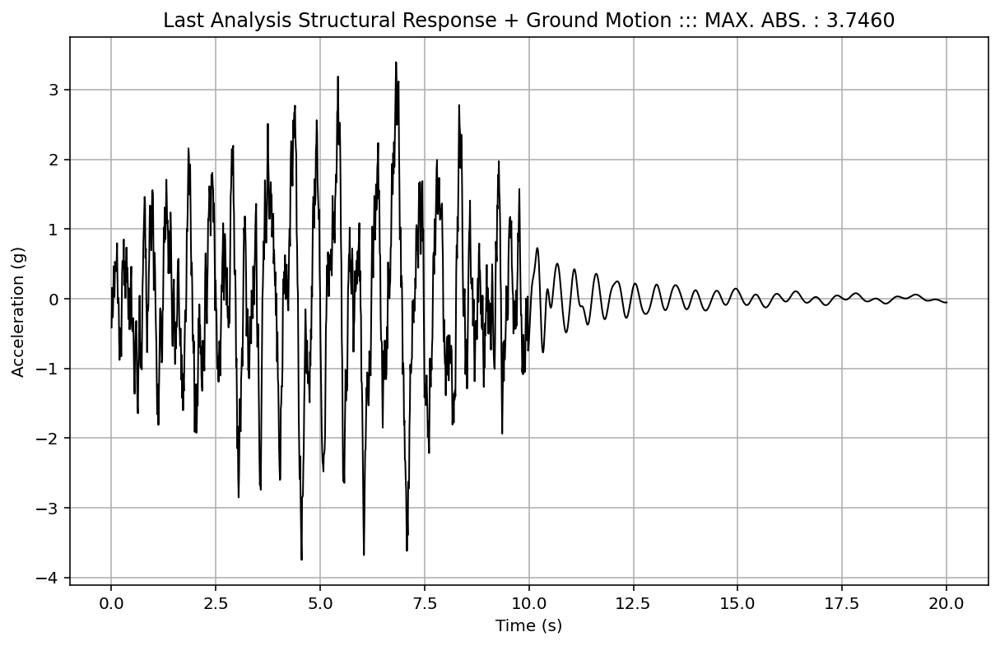 Last Analysis Structural Response + Ground Motion ::: MAX. ABS. : 3.7460
Acceleration (g)
3
2
1
0
−1
−2
−3
−4
0.0 2.5 5.0 7.5 10.0 12.5 15.0 17.5 20.0
Time (s)